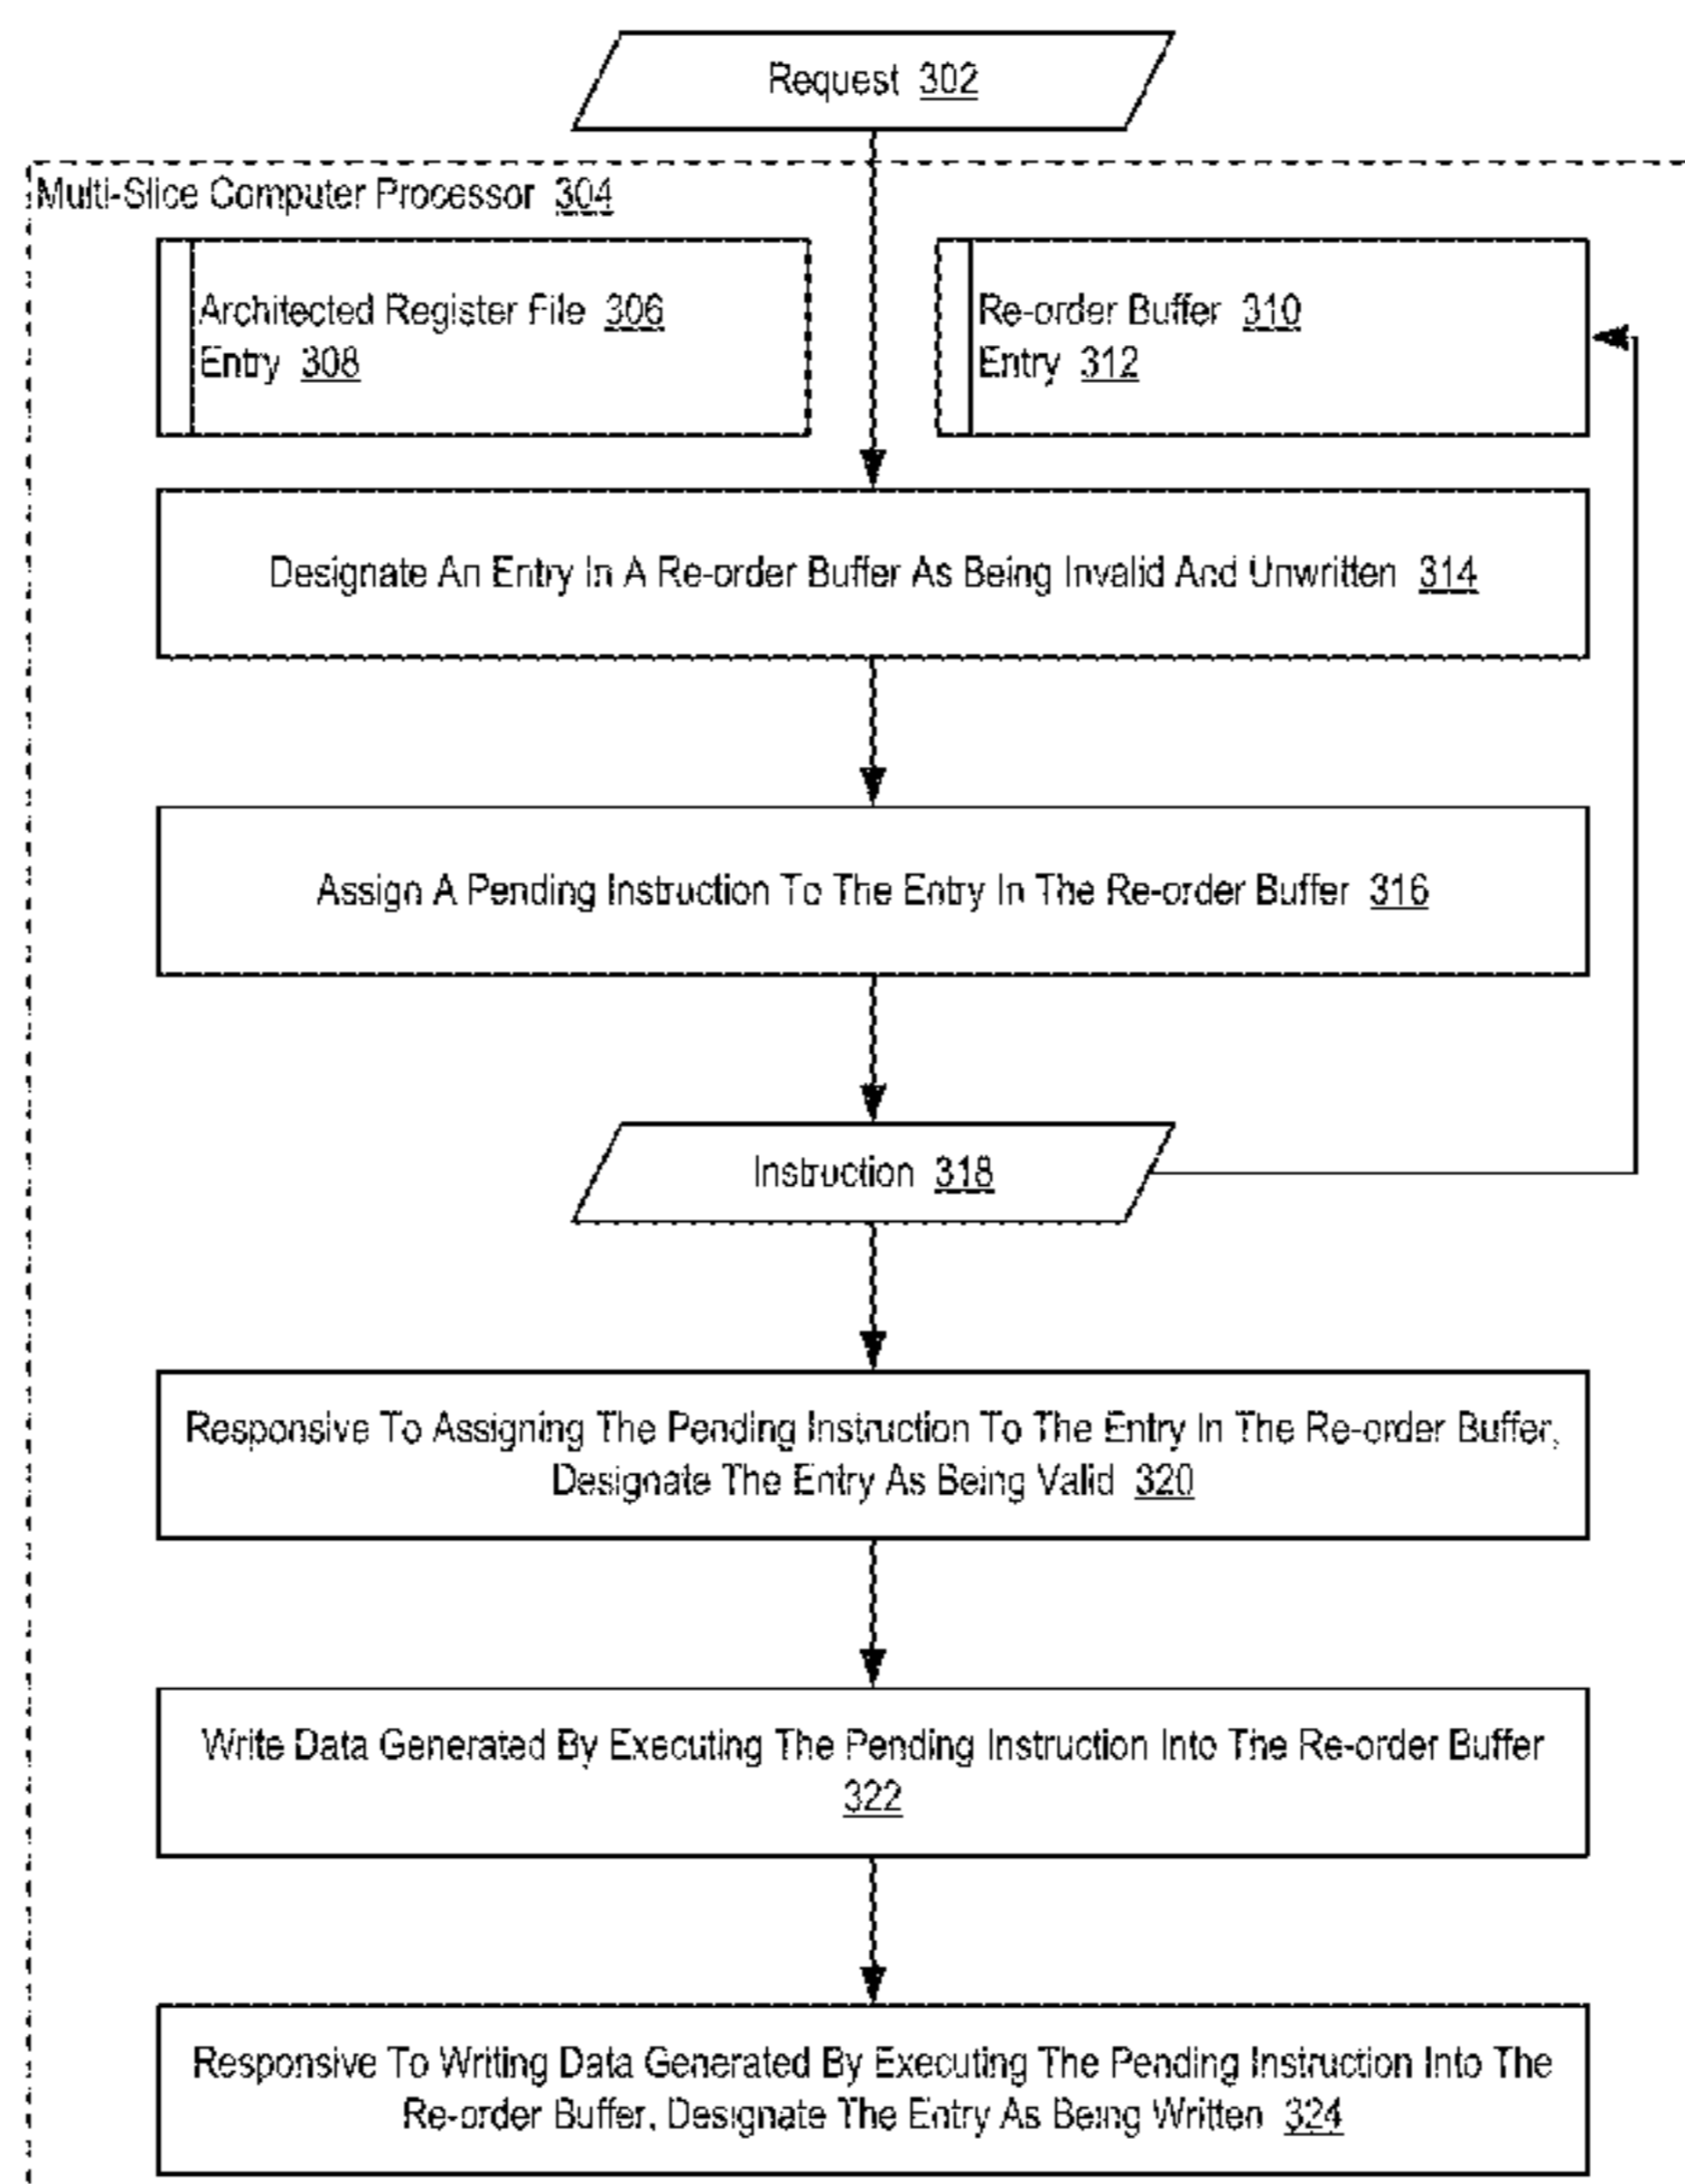 Request 302
Multi-Slice Computer Processor 304
Architected Register File 306
Entry 308
Re-order Buffer 310
Entry 312
Designate An Entry In A Re-order Buffer As Being Invalid And Unwritten 314
Assign A Pending Instruction To The Entry In The Re-order Buffer 316
Instruction 318
Responsive To Assigning The Pending Instruction To The Entry In The Re-order Buffer,
Designate The Entry As Being Valid 320
Write Data Generated By Executing The Pending Instruction Into The Re-order Buffer
322
Responsive To Writing Data Generated By Executing The Pending Instruction Into The
Re-order Buffer, Designate The Entry As Being Written 324